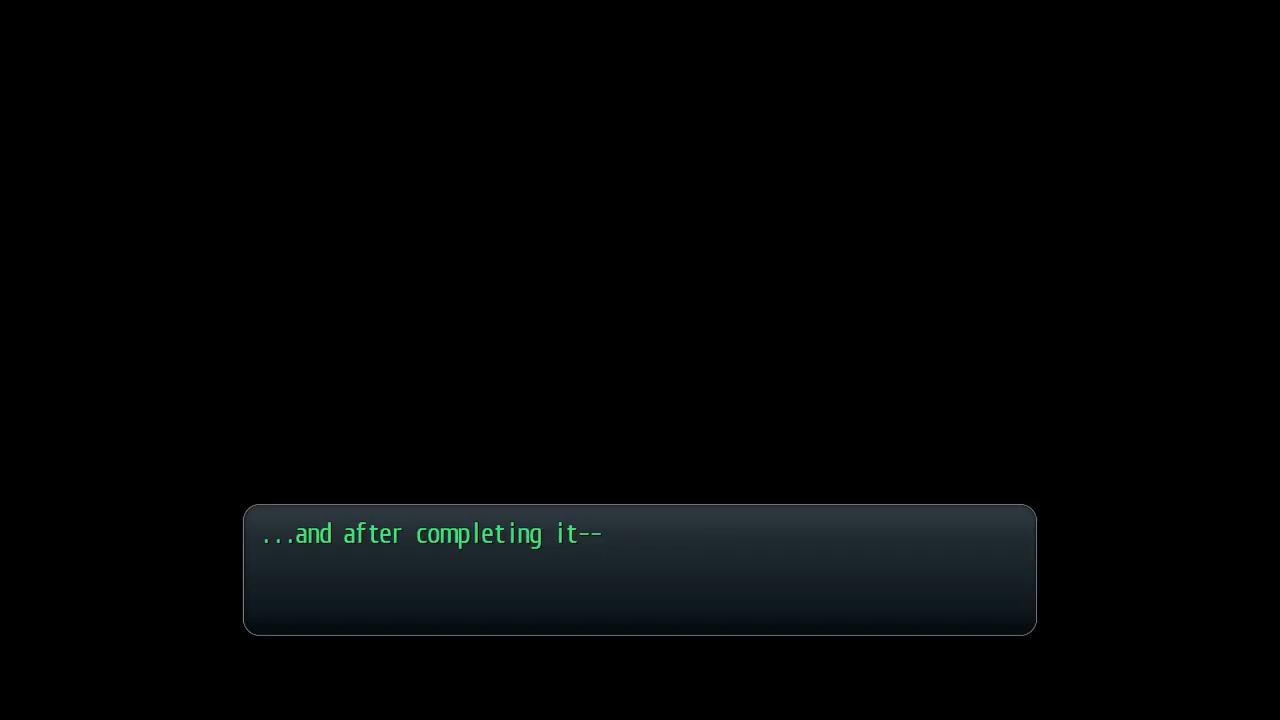 ...and after completing it--